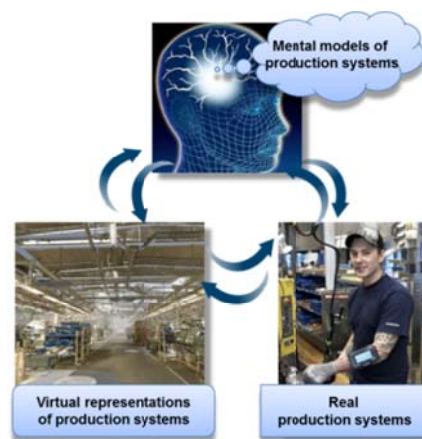 Mental models of
production systems
Virtual representations
of production systems
Real
production systems